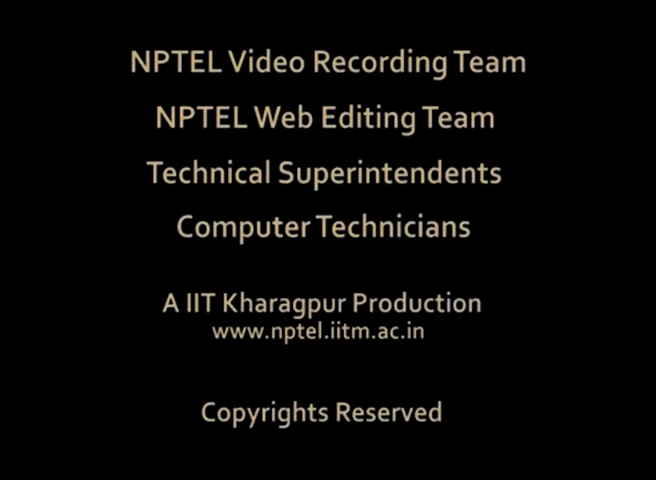 NPTEL Video Recording Team
NPTEL Web Editing Team
Technical Superintendents
Computer Technicians
A IIT Kharagpur Production
www.nptel.iitm.ac.in
Copyrights Reserved